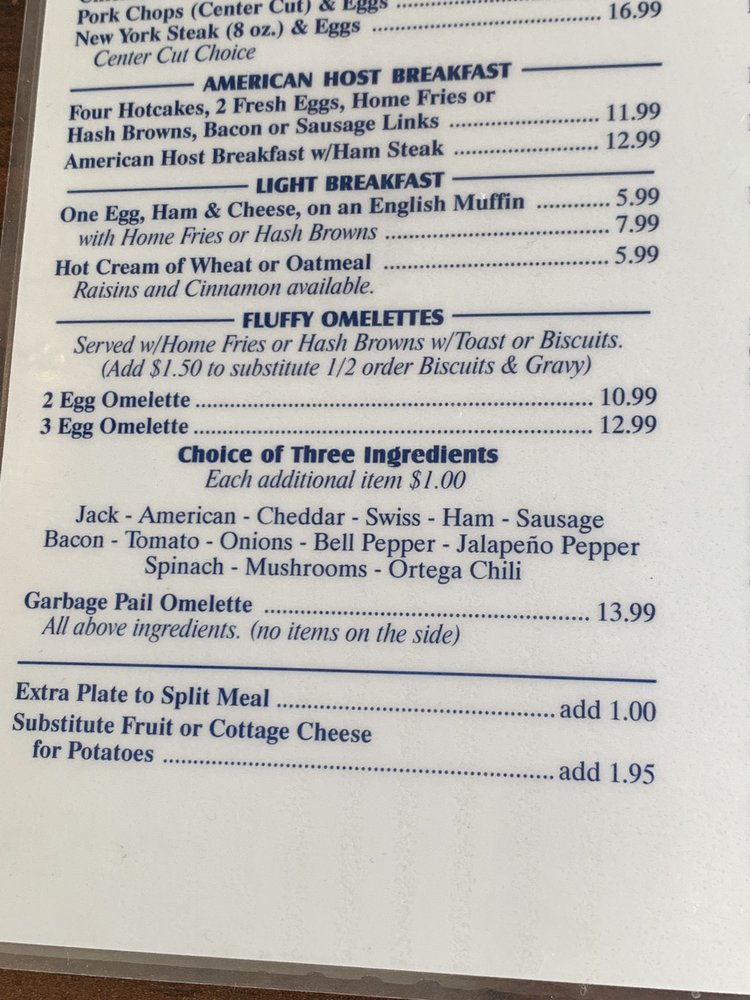 Pork Chops (Center Cut) & Eggs
New York Steak (8 oz.) & Eggs ........ 16.99
Center Cut Choice
AMERICAN HOST BREAKFAST
Four Hotcakes, 2 Fresh Eggs, Home Fries or
Hash Browns, Bacon or Sausage Links ........ 11.99
American Host Breakfast w/Ham Steak ........ 12.99
LIGHT BREAKFAST
One Egg, Ham & Cheese, on an English Muffin ........ 5.99
with Home Fries or Hash Browns ........ 7.99
Hot Cream of Wheat or Oatmeal ........ 5.99
Raisins and Cinnamon available.
FLUFFY OMELETTES
Served w/Home Fries or Hash Browns w/Toast or Biscuits.
(Add $1.50 to substitute 1/2 order Biscuits & Gravy)
2 Egg Omelette ........ 10.99
3 Egg Omelette ........ 12.99
Choice of Three Ingredients
Each additional item $1.00
Jack - American - Cheddar - Swiss - Ham - Sausage
Bacon - Tomato - Onions - Bell Pepper - Jalapeño Pepper
Spinach - Mushrooms - Ortega Chili
Garbage Pail Omelette ........ 13.99
All above ingredients. (no items on the side)
Extra Plate to Split Meal ........ add 1.00
Substitute Fruit or Cottage Cheese
for Potatoes ........ add 1.95